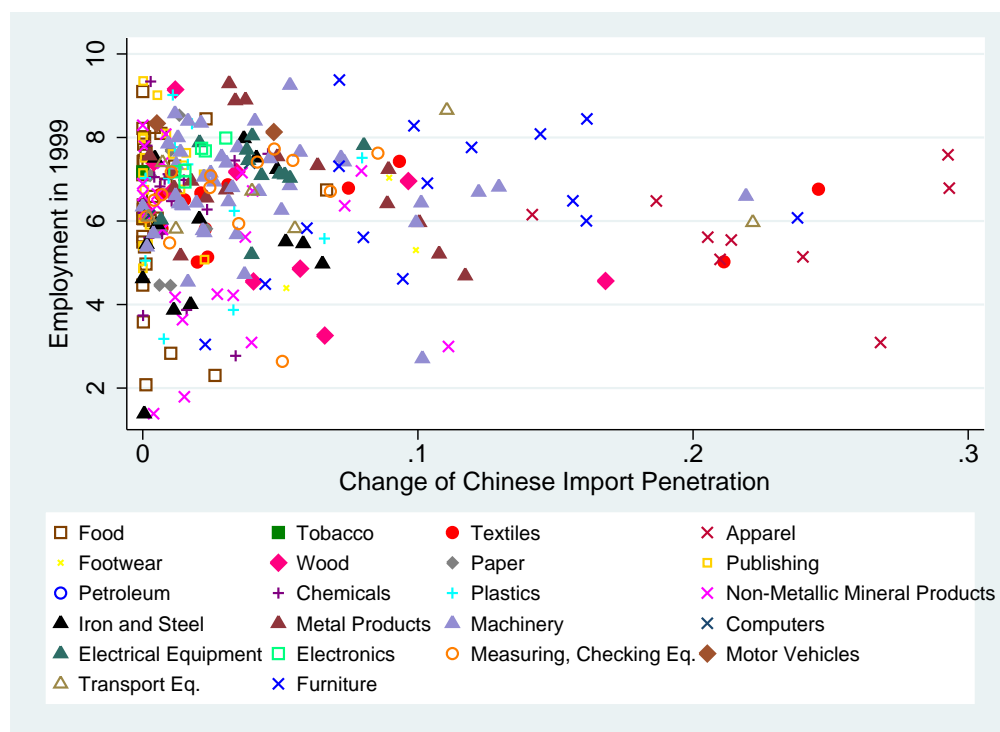 Employment in 1999
10
8
6
4
2
0 .1 .2 .3
Change of Chinese Import Penetration
Food Tobacco Textiles Apparel
Footwear Wood Paper Publishing
Petroleum Chemicals Plastics Non-Metallic Mineral Products
Iron and Steel Metal Products Machinery Computers
Electrical Equipment Electronics Measuring, Checking Eq. Motor Vehicles
Transport Eq. Furniture